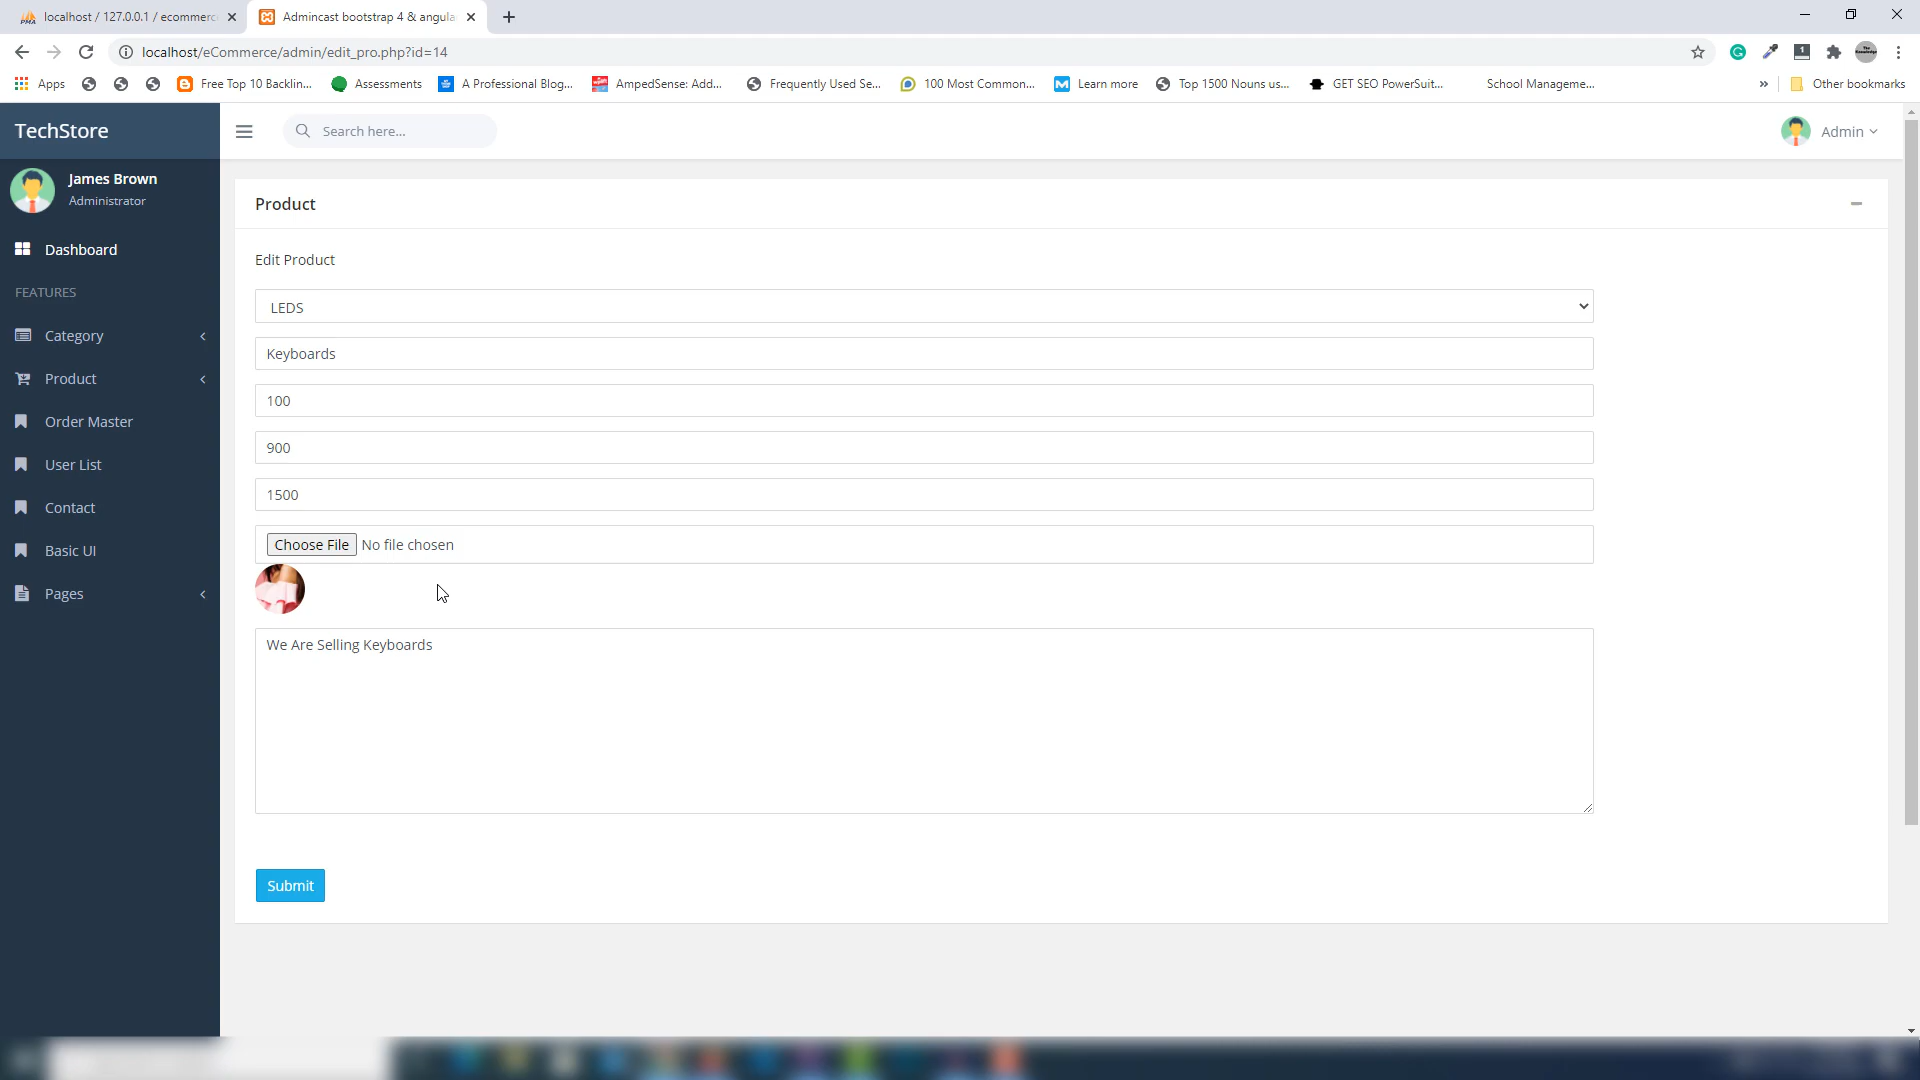 localhost / 127.0.0.1 / ecommerc
Admincast bootstrap 4 & angula
localhost/eCommerce/admin/edit_pro.php?id=14
Apps
Free Top 10 Backlin...
Assessments
A Professional Blog...
AmpedSense: Add...
Frequently Used Se...
100 Most Common...
Learn more
Top 1500 Nouns us...
GET SEO PowerSuit...
School Manageme...
»
Other bookmarks
TechStore
Search here...
Admin
James Brown
Administrator
Dashboard
FEATURES
Category
Product
Order Master
User List
Contact
Basic UI
Pages
Product
Edit Product
LEDS
Keyboards
100
900
1500
Choose File No file chosen
We Are Selling Keyboards
Submit